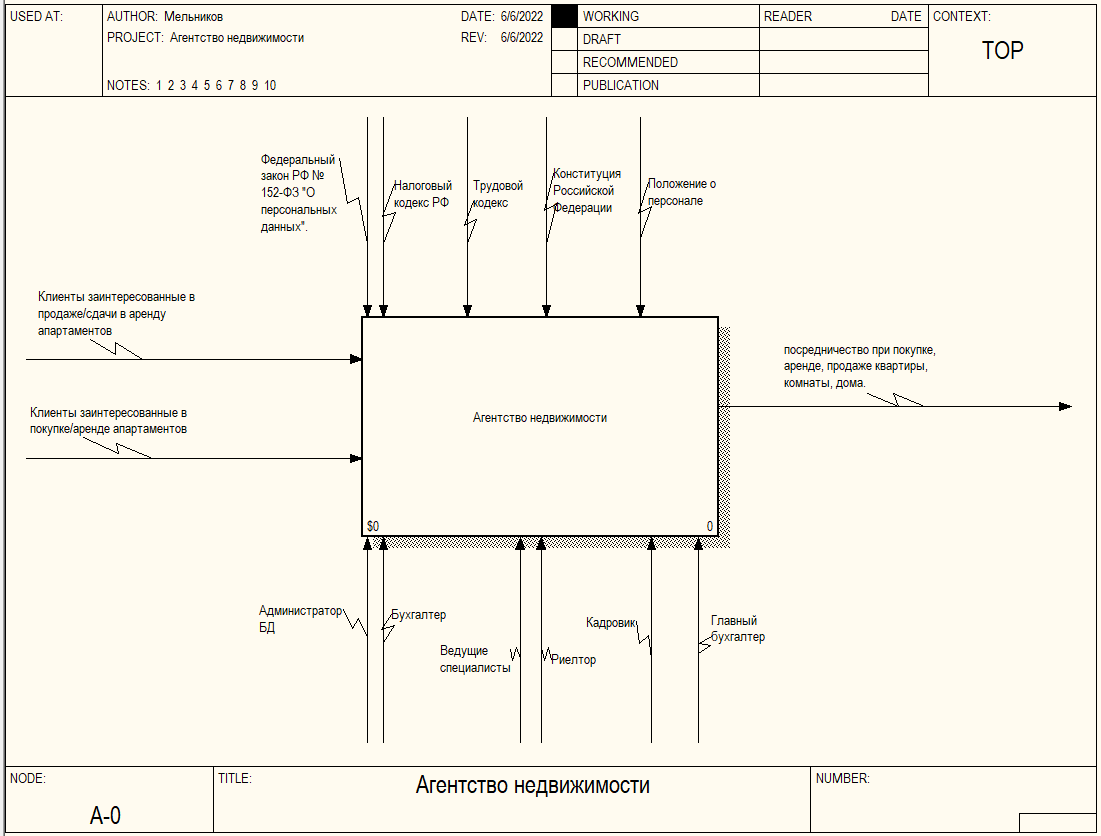 USED AT:
AUTHOR: Мельников
DATE: 6/6/2022
PROJECT: Агентство недвижимости
REV: 6/6/2022
NOTES: 1 2 3 4 5 6 7 8 9 10
WORKING
DRAFT
RECOMMENDED
PUBLICATION
READER DATE
CONTEXT:
TOP
Федеральный
закон РФ №
152-ФЗ "О
персональных
данных".
Налоговый
кодекс РФ
Трудовой
кодекс
Конституция
Российской
Федерации
Положение о
персонале
Клиенты заинтересованные в
продаже/сдачи в аренду
апартаментов
Клиенты заинтересованные в
покупке/аренде апартаментов
Агентство недвижимости
$0
0
посредничество при покупке,
аренде, продаже квартиры,
комнаты, дома.
Администратор
БД
Бухгалтер
Ведущие
специалисты
Риелтор
Кадровик
Главный
бухгалтер
NODE:
A-0
TITLE:
Агентство недвижимости
NUMBER: